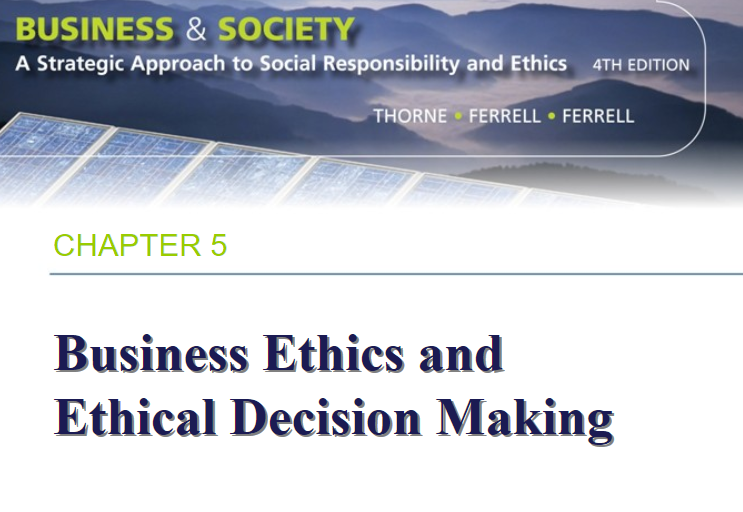 BUSINESS & SOCIETY
A Strategic Approach to Social Responsibility and Ethics 4TH EDITION
THORNE • FERRELL • FERRELL
CHAPTER 5
Business Ethics and
Ethical Decision Making